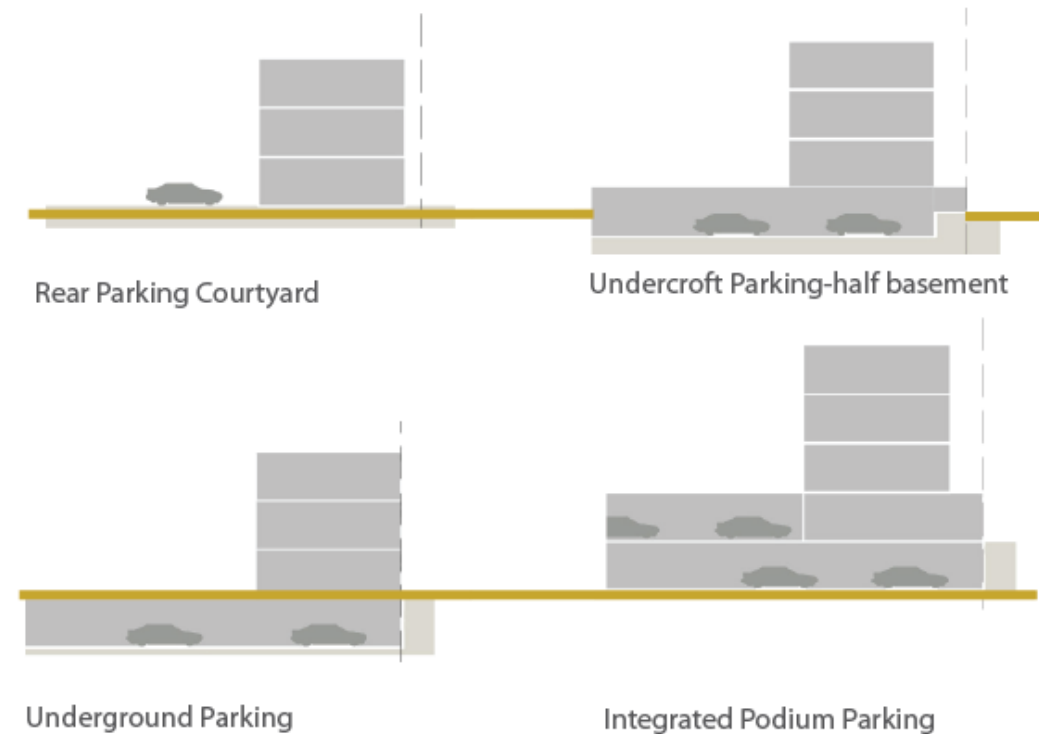 Rear Parking Courtyard
Undercroft Parking-half basement
Underground Parking
Integrated Podium Parking